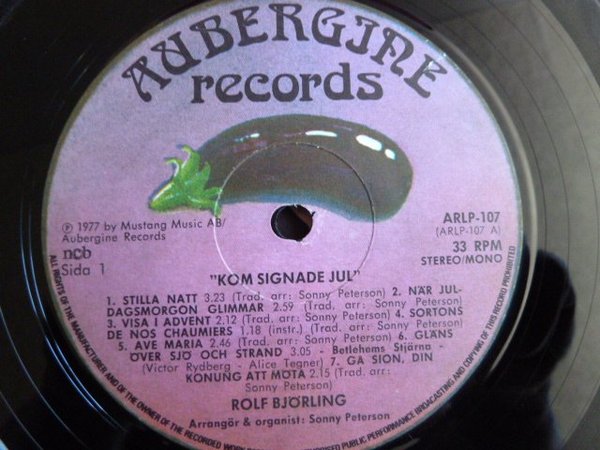 AUBERGINE
records
℗ 1977 by Mustang Music AB/
Aubergine Records
ncb
Sida 1
ARLP-107
(ARLP-107 A)
33 RPM
STEREO/MONO
"KOM SIGNADE JUL"
1. STILLA NATT 3.23 (Trad. arr: Sonny Peterson) 2. NÄR JUL-
DAGSMORGON GLIMMAR 2.59 (Trad. arr: Sonny Peterson)
3. VISA I ADVENT 2.12 (Trad. arr: Sonny Peterson) 4. SORTONS
DE NOS CHAUMIERS 1.18 (instr.) (Trad. arr: Sonny Peterson)
5. AVE MARIA 2.46 (Trad. arr: Sonny Peterson) 6. GLÄNS
ÖVER SJÖ OCH STRAND 3.05 - Betlehems Stjärna -
(Victor Rydberg - Alice Tegner) 7. GA SION, DIN
KONUNG ATT MÖTA 2.15 (Trad. arr:
Sonny Peterson)
ROLF BJÖRLING
Arrangör & organist: Sonny Peterson
ALL RIGHTS OF THE MANUFACTURER AND OF THE OWNER OF THE RECORDED WORK PUBLIC PERFORMANCE BROADCASTING AND COPYING OF THIS RECORD PROHIBITED